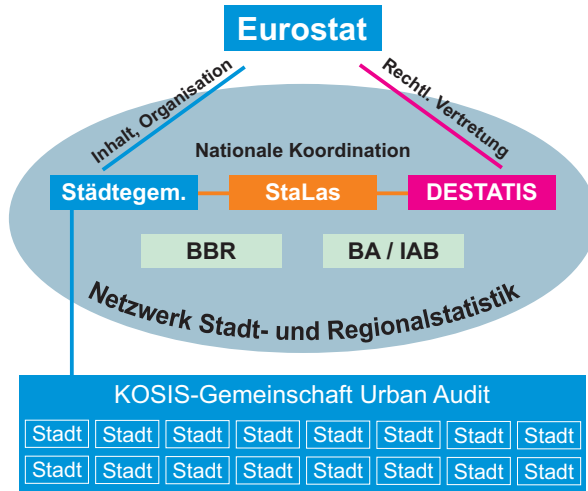 Eurostat
Inhalt, Organisation
Rechtl. Vertretung
Nationale Koordination
Städtegem. StaLas DESTATIS
BBR BA / IAB
Netzwerk Stadt- und Regionalstatistik
KOSIS-Gemeinschaft Urban Audit
Stadt Stadt Stadt Stadt Stadt Stadt Stadt Stadt
Stadt Stadt Stadt Stadt Stadt Stadt Stadt Stadt